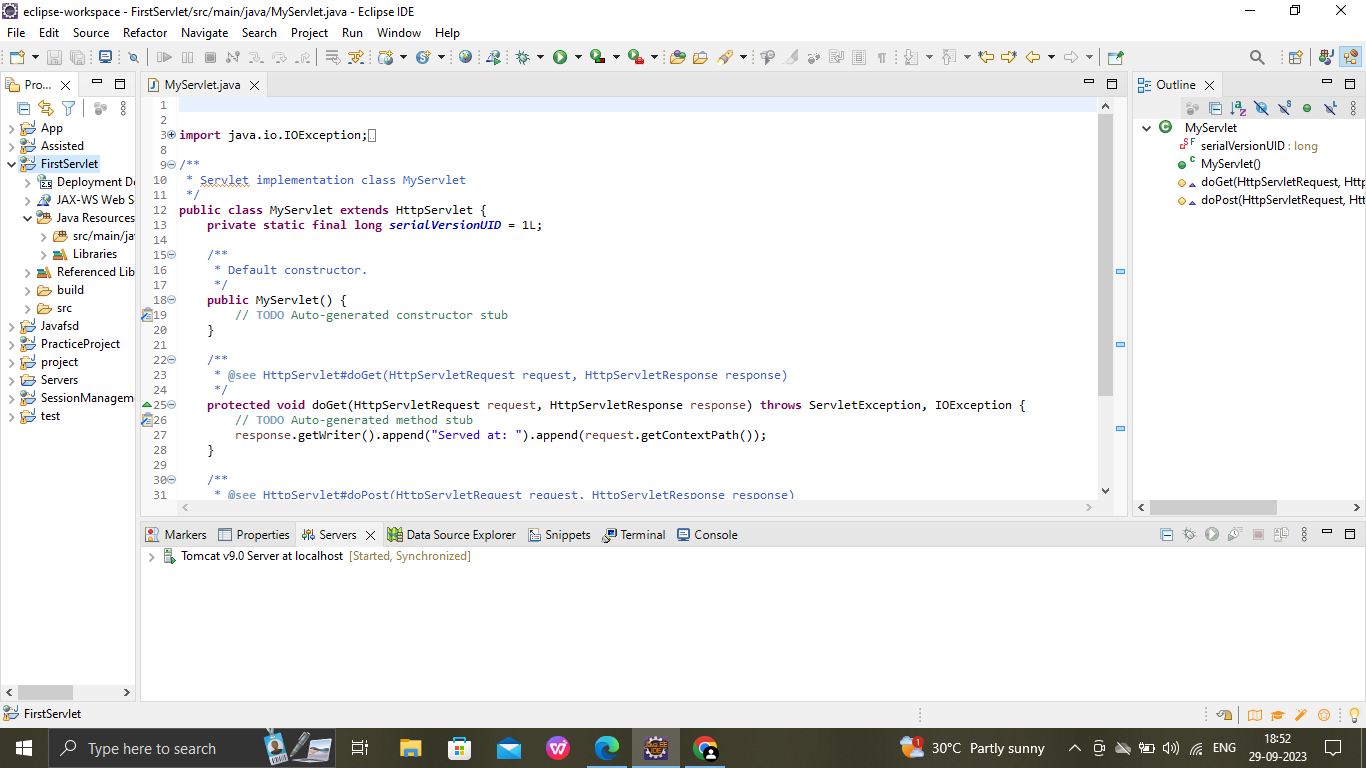 eclipse-workspace - FirstServlet/src/main/java/MyServlet.java - Eclipse IDE
File Edit Source Refactor Navigate Search Project Run Window Help
Pro...
App
Assisted
FirstServlet
Deployment De
JAX-WS Web S
Java Resources
src/main/ja
Libraries
Referenced Lib
build
src
Javafsd
PracticeProject
project
Servers
SessionManagem
test
MyServlet.java
1
2
3 import java.io.IOException;
8
9 /**
10 * Servlet implementation class MyServlet
11 */
12 public class MyServlet extends HttpServlet {
13 private static final long serialVersionUID = 1L;
14
15 /**
16 * Default constructor.
17 */
18 public MyServlet() {
19 // TODO Auto-generated constructor stub
20 }
21
22 /**
23 * @see HttpServlet#doGet(HttpServletRequest request, HttpServletResponse response)
24 */
25 protected void doGet(HttpServletRequest request, HttpServletResponse response) throws ServletException, IOException {
26 // TODO Auto-generated method stub
27 response.getWriter().append("Served at: ").append(request.getContextPath());
28 }
29
30 /**
31 * @see HttpServlet#doPost(HttpServletRequest request, HttpServletResponse response)
Outline
MyServlet
serialVersionUID : long
MyServlet()
doGet(HttpServletRequest, Http
doPost(HttpServletRequest, Htt
Markers Properties Servers Data Source Explorer Snippets Terminal Console
Tomcat v9.0 Server at localhost [Started, Synchronized]
FirstServlet
Type here to search
1
30°C Partly sunny
ENG
18:52
29-09-2023